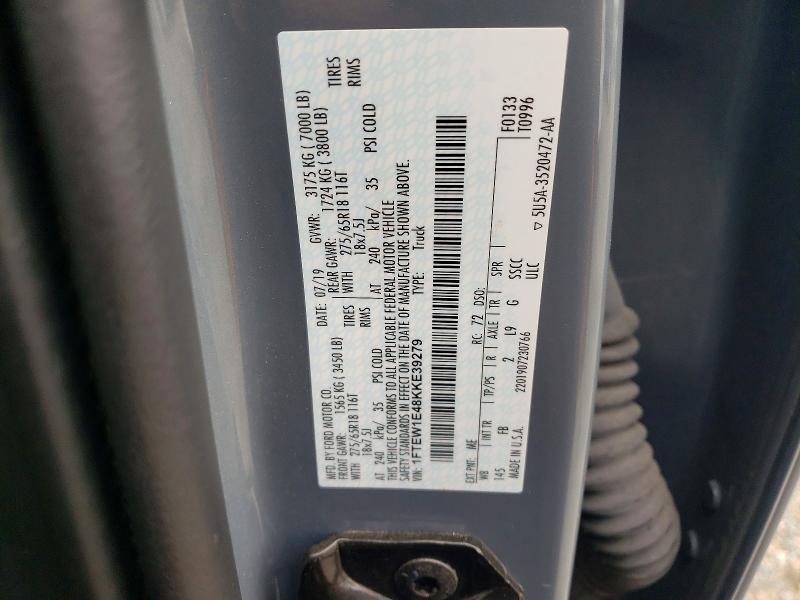 MFD. BY FORD MOTOR CO.
DATE: 07/19 GVWR: 3175 KG ( 7000 LB)
FRONT GAWR: 1565 KG ( 3450 LB) REAR GAWR: 1724 KG ( 3800 LB)
WITH 275/65R18 116T TIRES WITH 275/65R18 116T TIRES
18x7.5J RIMS 18x7.5J RIMS
AT 240 kPa/ 35 PSI COLD AT 240 kPa/ 35 PSI COLD
THIS VEHICLE CONFORMS TO ALL APPLICABLE FEDERAL MOTOR VEHICLE
SAFETY STANDARDS IN EFFECT ON THE DATE OF MANUFACTURE SHOWN ABOVE.
VIN: 1FTEW1E48KKE39279 TYPE: Truck
F0133
T0996
EXT PNT: ME RC: 72 DSO:
WB INT TR TP/PS R AXLE TR SPR
145 FB 2 L9 G SSCC
MADE IN U.S.A. 2201907230766 ULC
▽ 5U5A-3520472-AA